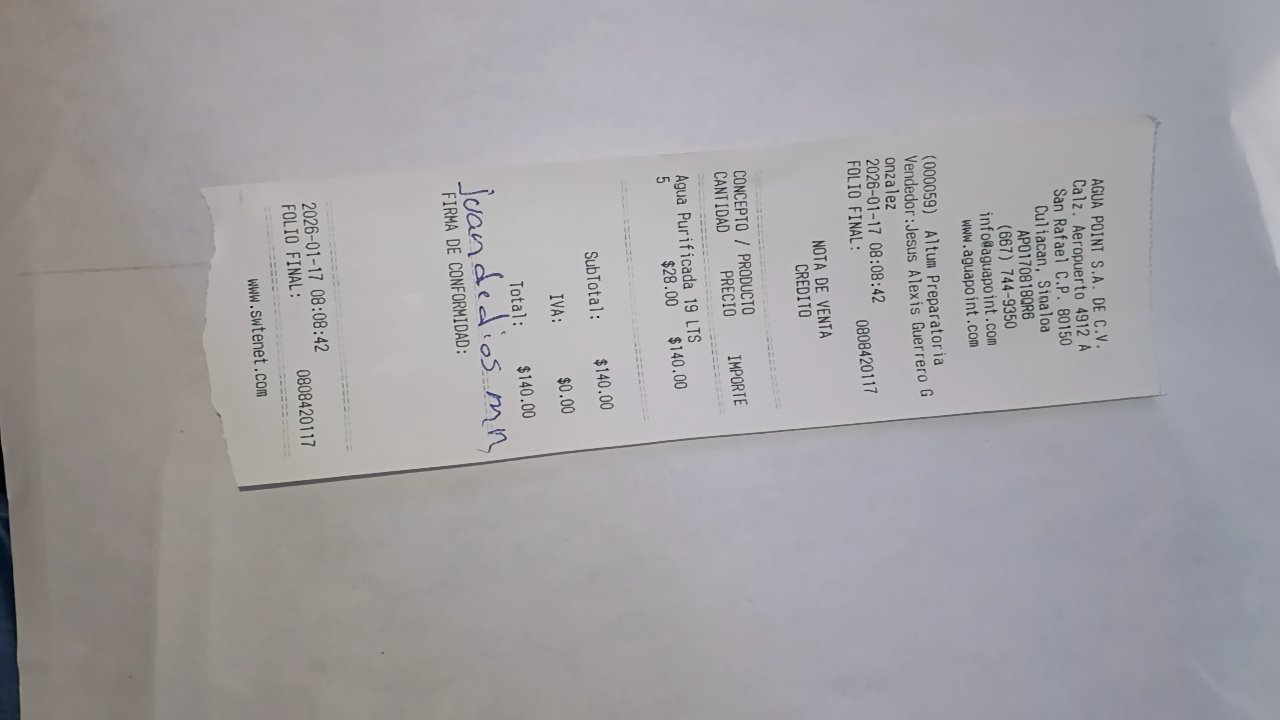 AGUA POINT S.A. DE C.V.
Calz. Aeropuerto 4912 A
San Rafael C.P. 80150
Culiacan, Sinaloa
APO170818QR6
(667) 744-9350
info@aguapoint.com
www.aguapoint.com
(000059) Altum Preparatoria
Vendedor:Jesus Alexis Guerrero G
onzalez
2026-01-17 08:08:42
FOLIO FINAL: 0808420117
NOTA DE VENTA
CREDITO
CONCEPTO / PRODUCTO
CANTIDAD PRECIO IMPORTE
Agua Purificada 19 LTS
5 $28.00 $140.00
SubTotal: $140.00
IVA: $0.00
Total: $140.00
Juandedios
FIRMA DE CONFORMIDAD:
2026-01-17 08:08:42
FOLIO FINAL: 0808420117
www.swtenet.com